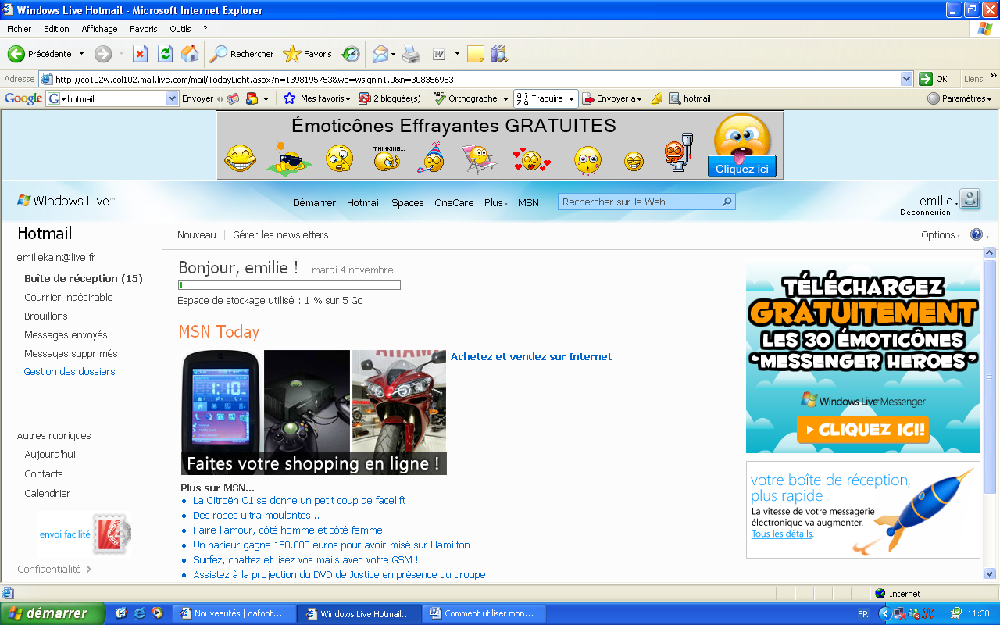 Windows Live Hotmail - Microsoft Internet Explorer
Fichier Edition Affichage Favoris Outils ?
Précédente Rechercher Favoris
Adresse http://co102w.col102.mail.live.com/mail/TodayLight.aspx?n=1398195753&wa=wsignin1.0&n=308356983 OK Liens »
Google G hotmail Envoyer Mes favoris 2 bloquée(s) Orthographe Traduire Envoyer à hotmail Paramètres
Émoticônes Effrayantes GRATUITES
THINKING...
Cliquez ici
Windows Live™ Démarrer Hotmail Spaces OneCare Plus MSN Rechercher sur le Web emilie
Déconnexion
Hotmail Nouveau Gérer les newsletters Options ?
emiliekain@live.fr
Boîte de réception (15)
Courrier indésirable
Brouillons
Messages envoyés
Messages supprimés
Gestion des dossiers
Autres rubriques
Aujourd'hui
Contacts
Calendrier
envoi facilité
Confidentialité
Bonjour, emilie ! mardi 4 novembre
Espace de stockage utilisé : 1 % sur 5 Go
MSN Today
1:10
Achetez et vendez sur Internet
Faites votre shopping en ligne !
Plus sur MSN...
La Citroën C1 se donne un petit coup de facelift
Des robes ultra moulantes...
Faire l'amour, côté homme et côté femme
Un parieur gagne 158.000 euros pour avoir misé sur Hamilton
Surfez, chattez et lisez vos mails avec votre GSM !
Assistez à la projection du DVD de Justice en présence du groupe
TÉLÉCHARGEZ
GRATUITEMENT
LES 30 ÉMOTICÔNES
"MESSENGER HEROES"
Windows Live Messenger
CLIQUEZ ICI!
votre boîte de réception,
plus rapide
La vitesse de votre messagerie
électronique va augmenter.
Tous les détails.
Internet
démarrer Nouveautés | dafont.... Windows Live Hotmail... Comment utiliser mon... FR 11:30